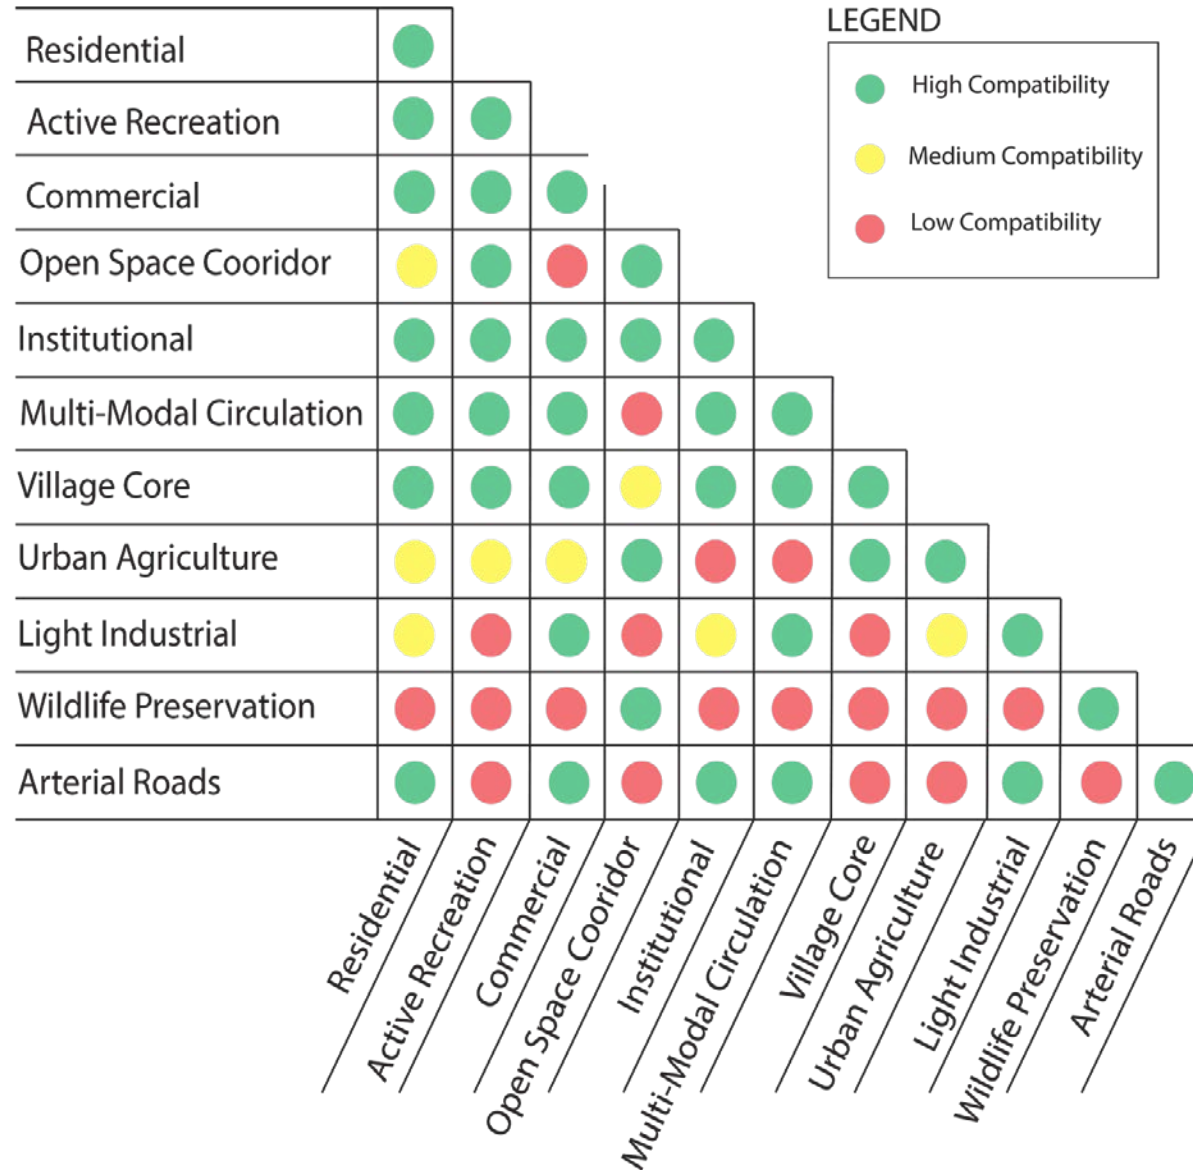 LEGEND
High Compatibility
Medium Compatibility
Low Compatibility
Residential
Active Recreation
Commercial
Open Space Cooridor
Institutional
Multi-Modal Circulation
Village Core
Urban Agriculture
Light Industrial
Wildlife Preservation
Arterial Roads
Residential
Active Recreation
Commercial
Open Space Cooridor
Institutional
Multi-Modal Circulation
Village Core
Urban Agriculture
Light Industrial
Wildlife Preservation
Arterial Roads